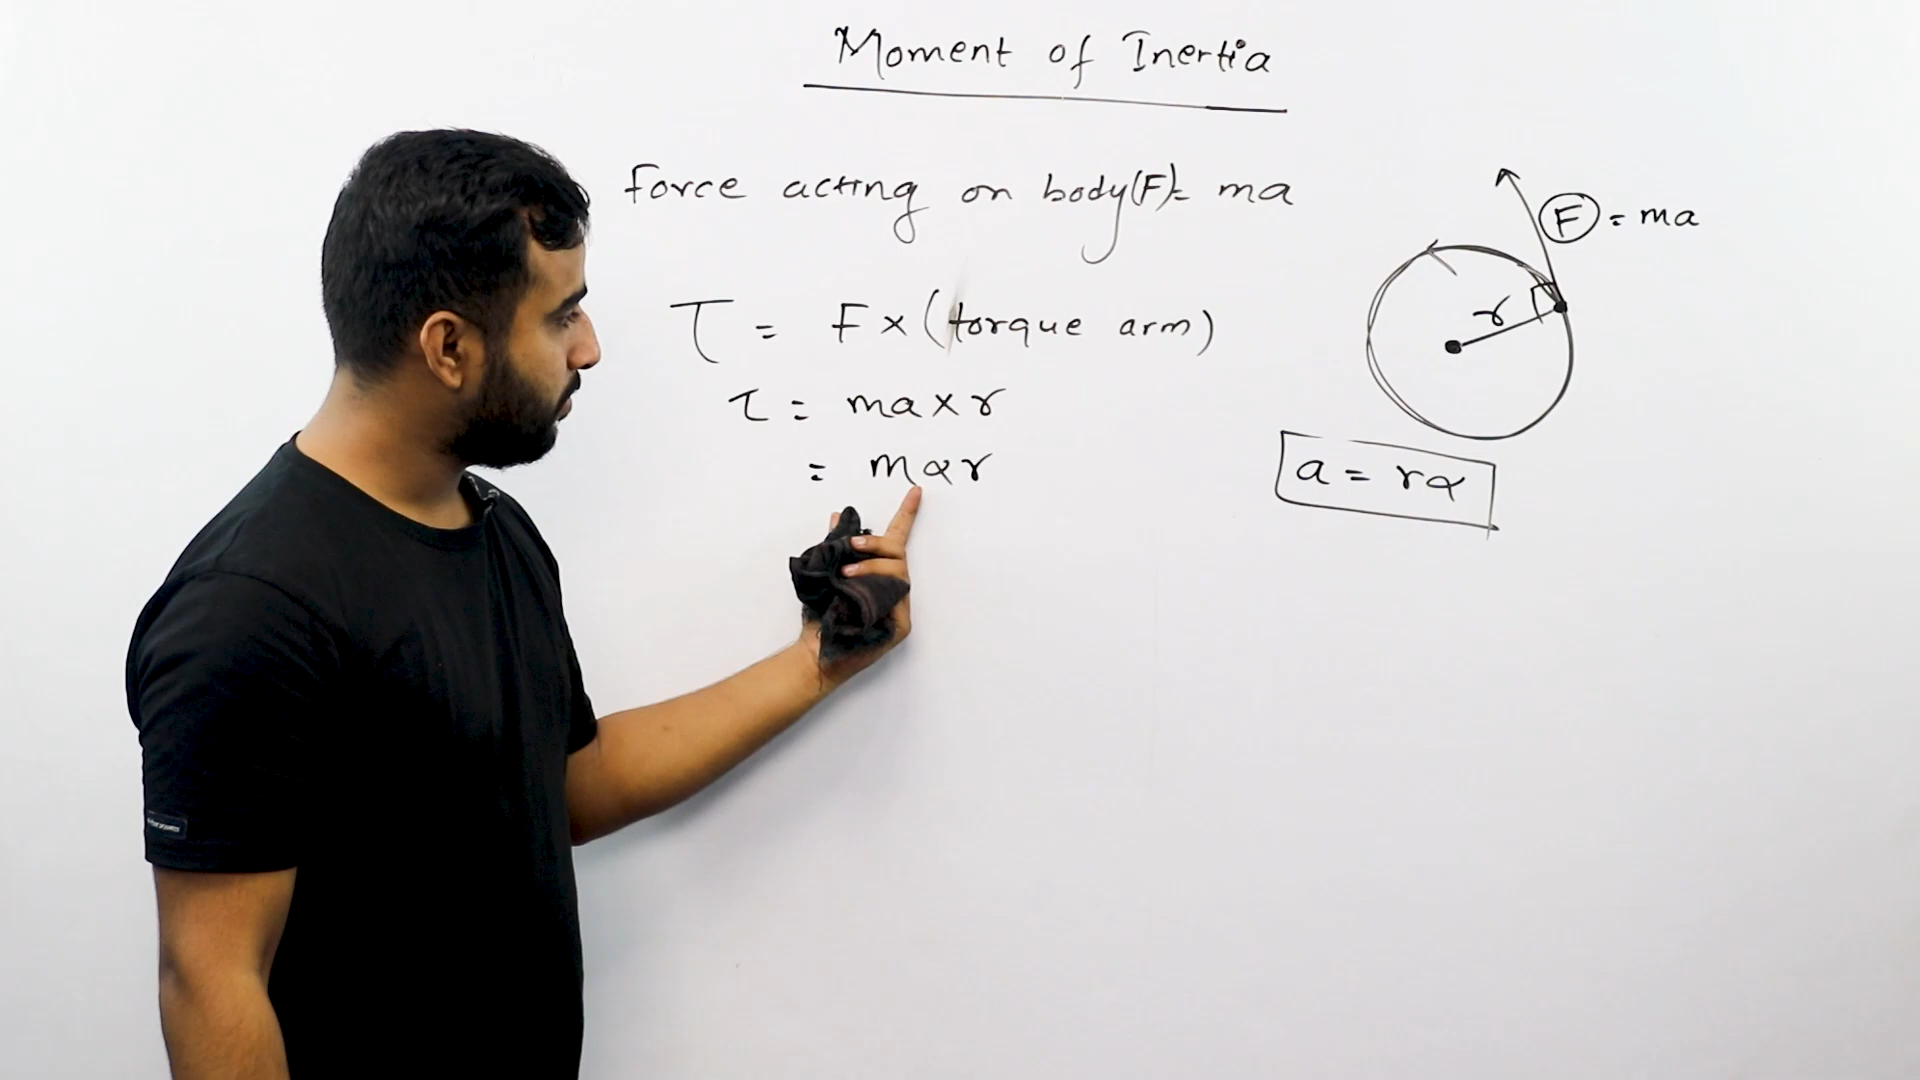 Moment of Inertia
force acting on body(F)= ma
τ = F × (torque arm)
τ = ma × r
= mαr
F = ma
r
a = rα